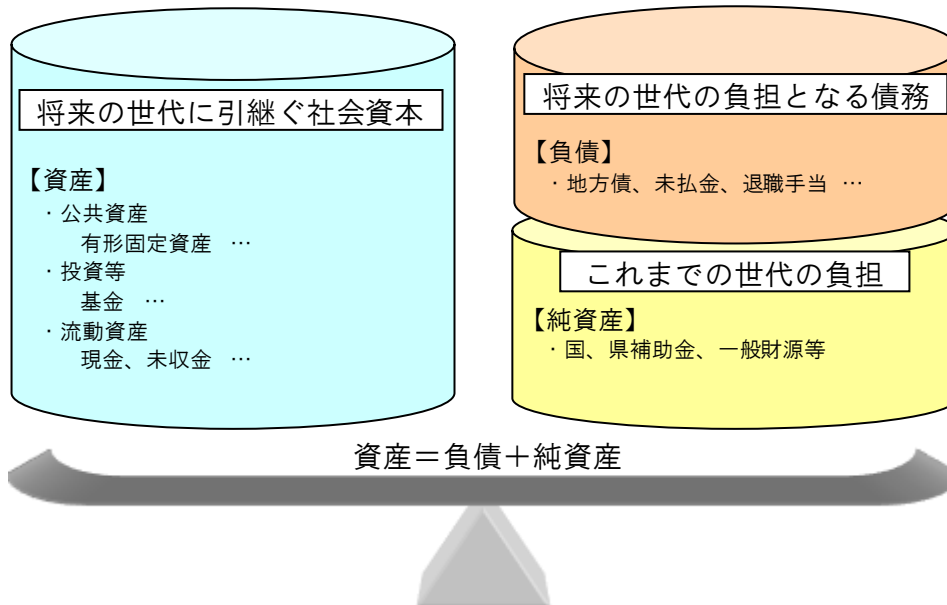 将来の世代に引継ぐ社会資本
【資産】
・公共資産
有形固定資産 …
・投資等
基金 …
・流動資産
現金、未収金 …
将来の世代の負担となる債務
【負債】
・地方債、未払金、退職手当 …
これまでの世代の負担
【純資産】
・国、県補助金、一般財源等
資産＝負債＋純資産